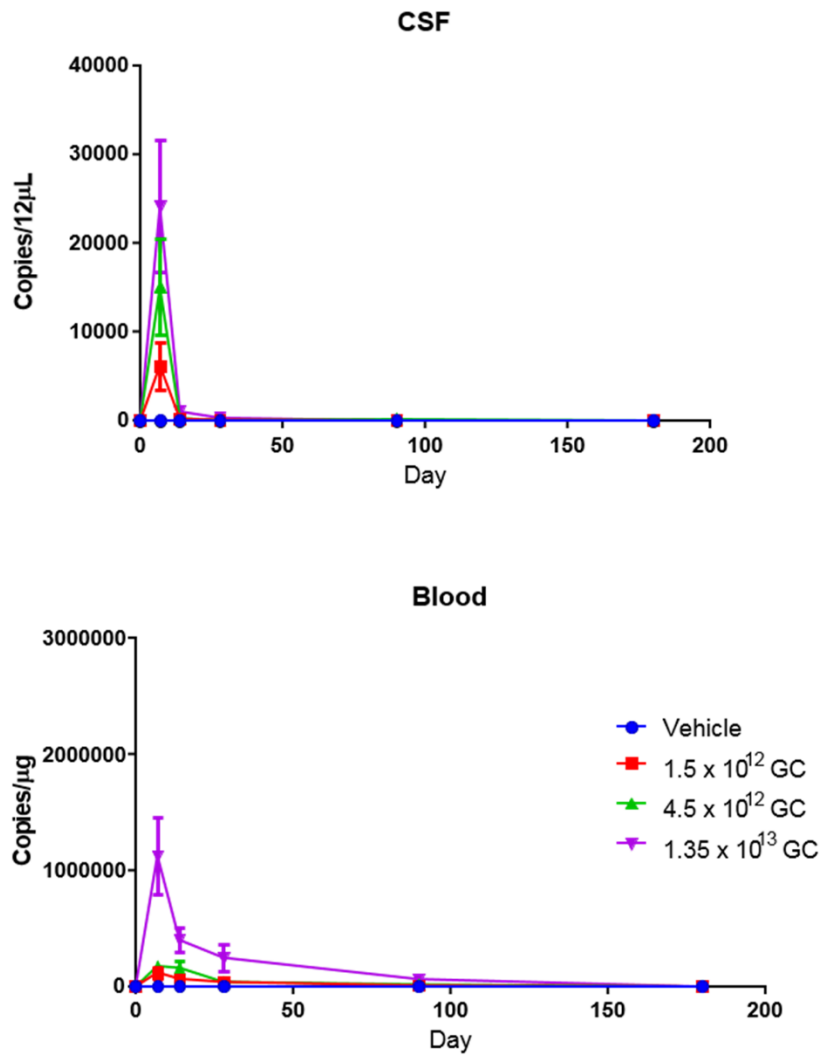 CSF
40000
30000
20000
10000
0
Copies/12µL
0 50 100 150 200
Day
Blood
3000000
2000000
1000000
0
Copies/µg
Vehicle
1.5 x 10^12 GC
4.5 x 10^12 GC
1.35 x 10^13 GC
0 50 100 150 200
Day